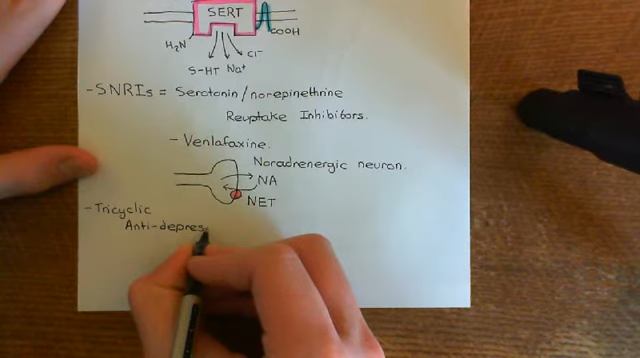 SERT
H₂N
COOH
Cl⁻
5-HT Na⁺
-SNRIs = Serotonin/norepinethrine
Reuptake Inhibitors.
- Venlafaxine.
Noradrenergic neuron.
NA
NET
-Tricyclic
Anti-depres